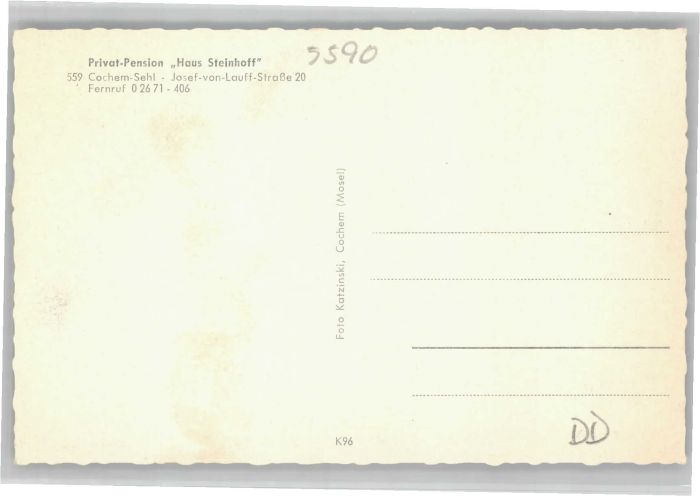 Privat-Pension „Haus Steinhoff"
559 Cochem-Sehl - Josef-von-Lauff-Straße 20
Fernruf 0 26 71 - 406
5590
Foto Katzinski, Cochem (Mosel)
K96
DD